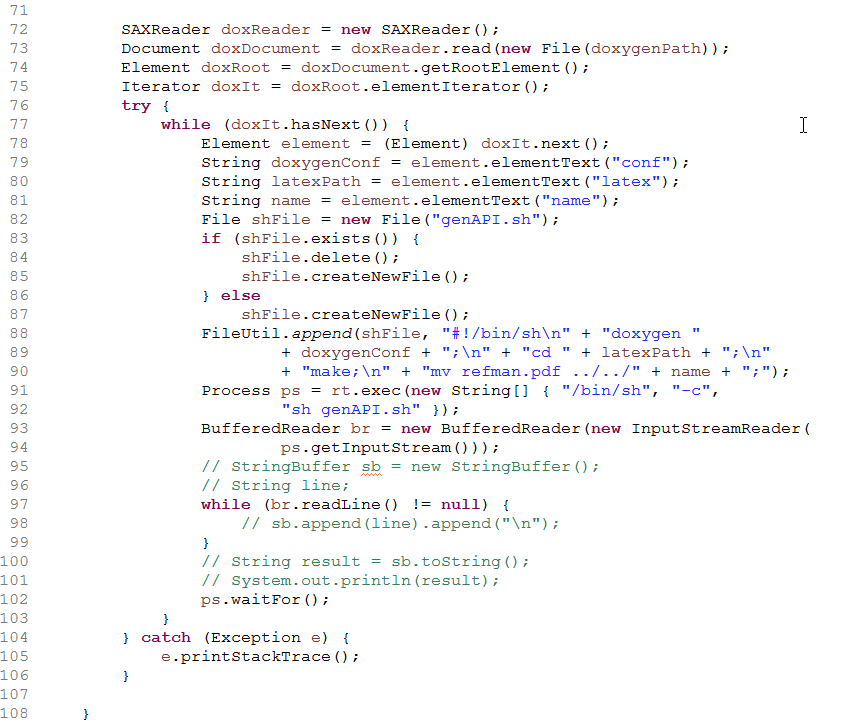 71
72 SAXReader doxReader = new SAXReader();
73 Document doxDocument = doxReader.read(new File(doxygenPath));
74 Element doxRoot = doxDocument.getRootElement();
75 Iterator doxIt = doxRoot.elementIterator();
76 try {
77 while (doxIt.hasNext()) {
78 Element element = (Element) doxIt.next();
79 String doxygenConf = element.elementText("conf");
80 String latexPath = element.elementText("latex");
81 String name = element.elementText("name");
82 File shFile = new File("genAPI.sh");
83 if (shFile.exists()) {
84 shFile.delete();
85 shFile.createNewFile();
86 } else
87 shFile.createNewFile();
88 FileUtil.append(shFile, "#!/bin/sh\n" + "doxygen "
89 + doxygenConf + ";\n" + "cd " + latexPath + ";\n"
90 + "make;\n" + "mv refman.pdf ../../" + name + ";");
91 Process ps = rt.exec(new String[] { "/bin/sh", "-c",
92 "sh genAPI.sh" });
93 BufferedReader br = new BufferedReader(new InputStreamReader(
94 ps.getInputStream()));
95 // StringBuffer sb = new StringBuffer();
96 // String line;
97 while (br.readLine() != null) {
98 // sb.append(line).append("\n");
99 }
100 // String result = sb.toString();
101 // System.out.println(result);
102 ps.waitFor();
103 }
104 } catch (Exception e) {
105 e.printStackTrace();
106 }
107
108 }